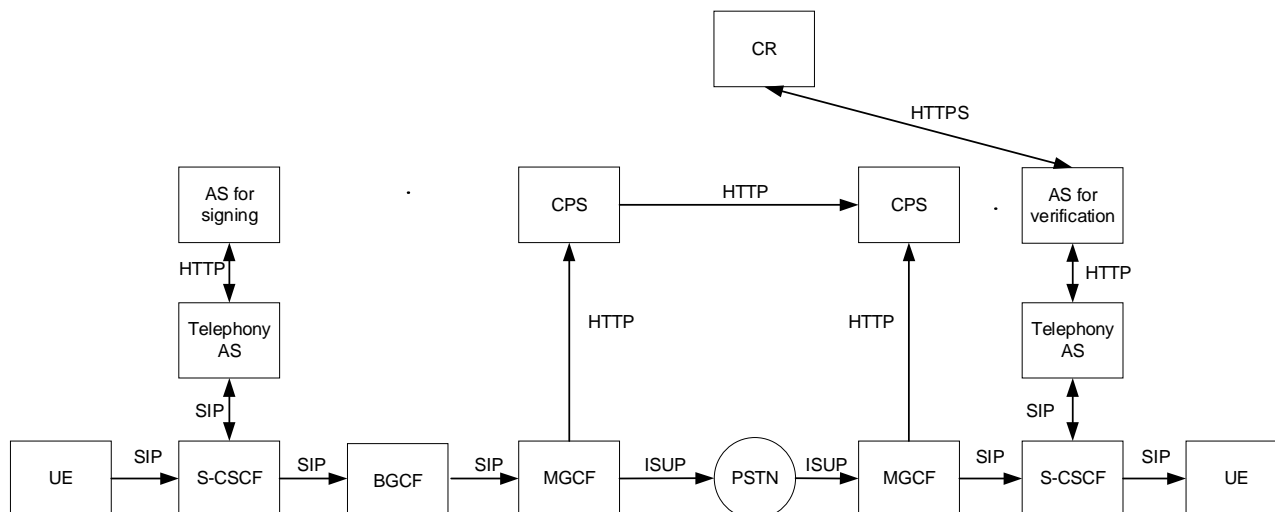 CR
HTTPS
AS for
signing
CPS
HTTP
CPS
AS for
verification
HTTP
HTTP
Telephony
AS
HTTP
HTTP
Telephony
AS
SIP
SIP
UE
SIP
S-CSCF
SIP
BGCF
SIP
MGCF
ISUP
PSTN
ISUP
MGCF
SIP
S-CSCF
SIP
UE